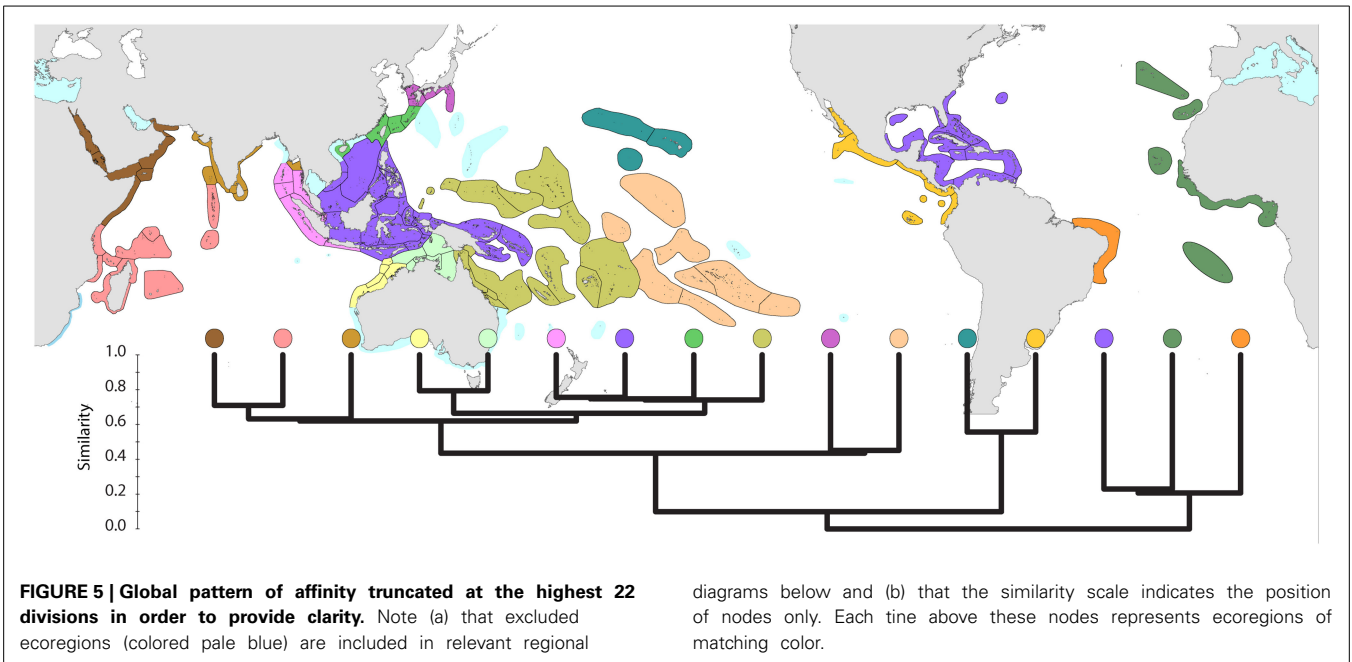 1.0
0.8
0.6
0.4
0.2
0.0
Similarity
FIGURE 5 | Global pattern of affinity truncated at the highest 22
divisions in order to provide clarity. Note (a) that excluded
ecoregions (colored pale blue) are included in relevant regional
diagrams below and (b) that the similarity scale indicates the position
of nodes only. Each tine above these nodes represents ecoregions of
matching color.